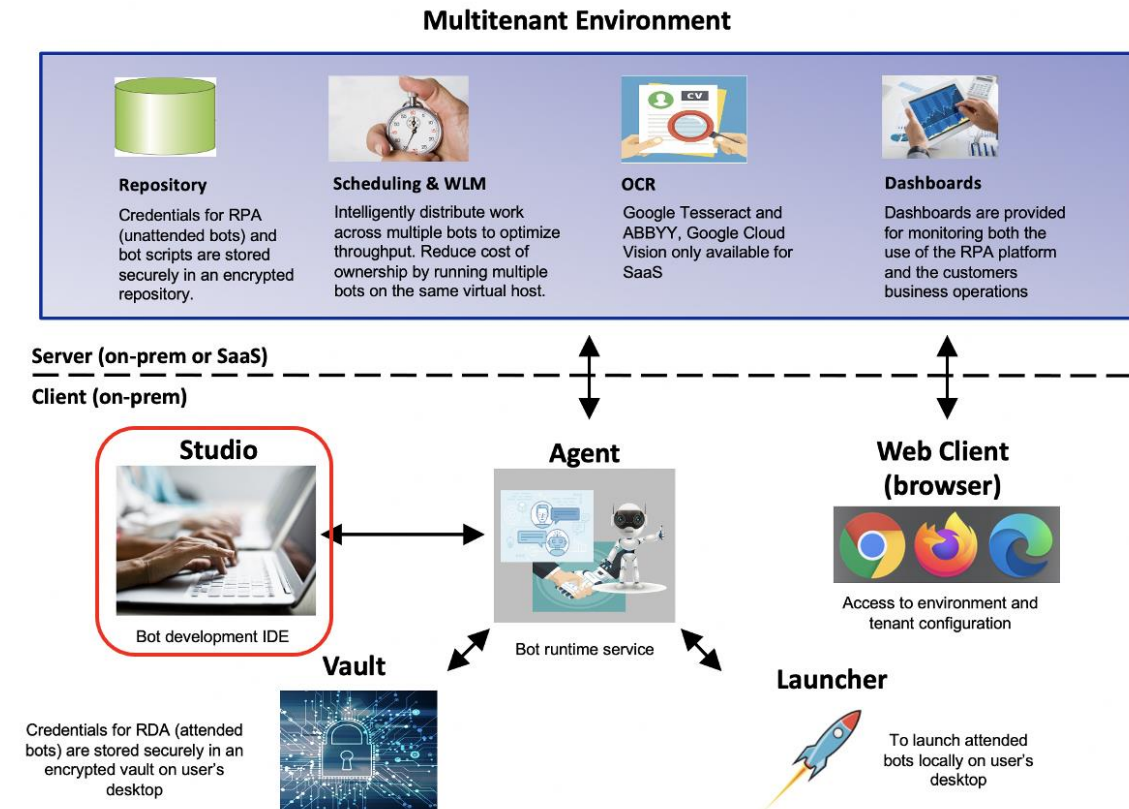 Multitenant Environment
CV
Repository
Credentials for RPA
(unattended bots) and
bot scripts are stored
securely in an encrypted
repository.
Scheduling & WLM
Intelligently distribute work
across multiple bots to optimize
throughput. Reduce cost of
ownership by running multiple
bots on the same virtual host.
OCR
Google Tesseract and
ABBYY, Google Cloud
Vision only available for
SaaS
Dashboards
Dashboards are provided
for monitoring both the
use of the RPA platform
and the customers
business operations
Server (on-prem or SaaS)
Client (on-prem)
Studio
Bot development IDE
Agent
Bot runtime service
Web Client
(browser)
Access to environment and
tenant configuration
Vault
Credentials for RDA (attended
bots) are stored securely in an
encrypted vault on user's
desktop
Launcher
To launch attended
bots locally on user's
desktop